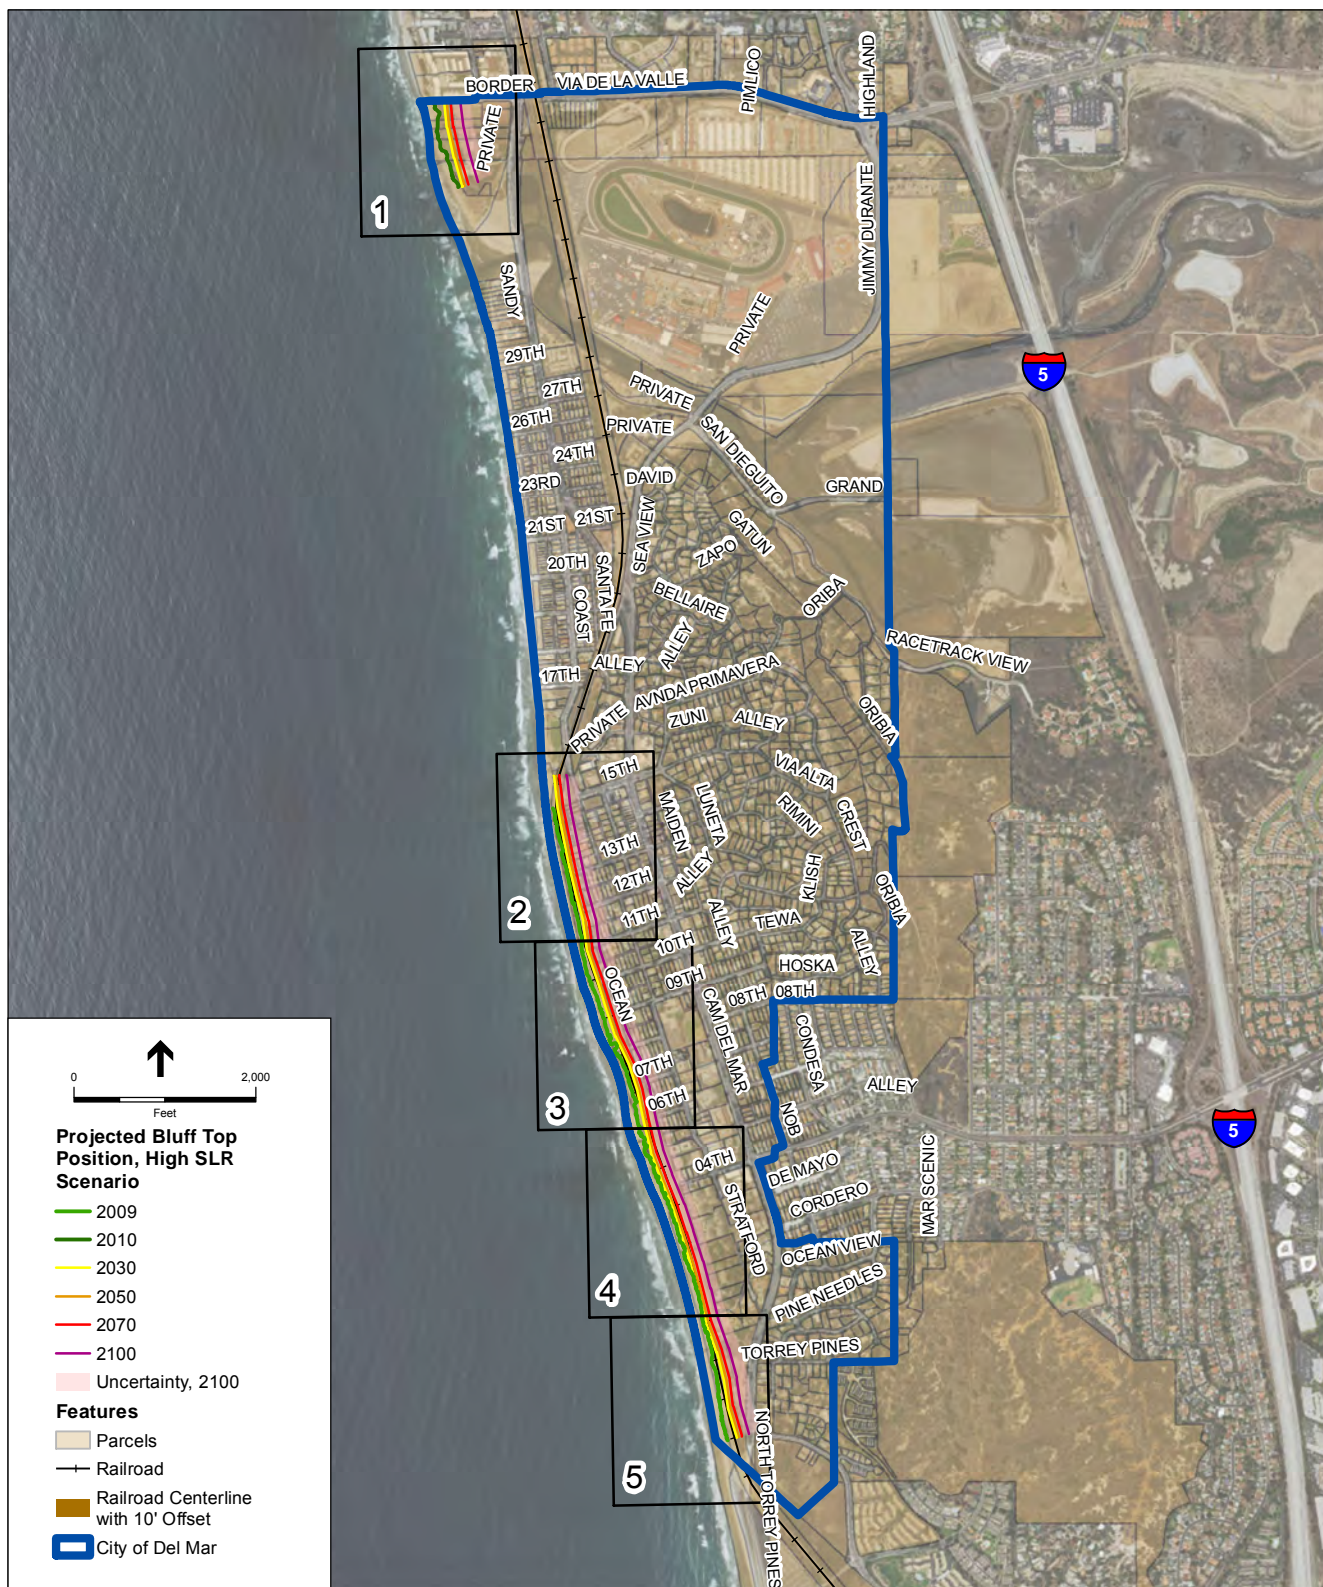 BORDER
VIA DE LA VALLE
PIMLICO
HIGHLAND
PRIVATE
1
JIMMY DURANTE
SANDY
PRIVATE
29TH
5
27TH
PRIVATE
26TH
PRIVATE
SAN DIEGUITO
24TH
23RD
DAVID
GRAND
21ST
21ST
SEA VIEW
GATUN
ZAPO
20TH
SANTA FE
COAST
BELLAIRE
ORIBA
ALLEY
RACETRACK VIEW
17TH
ALLEY
AVNDA PRIMAVERA
PRIVATE
ZUNI
ALLEY
ORIBIA
15TH
VIA ALTA
MAIDEN
LUNETA
RIMINI
CREST
13TH
12TH
ALLEY
KLISH
ORIBIA
2
11TH
ALLEY
TEWA
10TH
ALLEY
HOSKA
09TH
OCEAN
CAM DEL MAR
08TH
08TH
CONDESA
07TH
ALLEY
06TH
3
NOB
5
04TH
DE MAYO
MAR SCENIC
STRATFORD
CORDERO
OCEAN VIEW
4
PINE NEEDLES
TORREY PINES
NORTH TORREY PINES
5
0
2,000
Feet
Projected Bluff Top
Position, High SLR
Scenario
2009
2010
2030
2050
2070
2100
Uncertainty, 2100
Features
Parcels
Railroad
Railroad Centerline
with 10' Offset
City of Del Mar